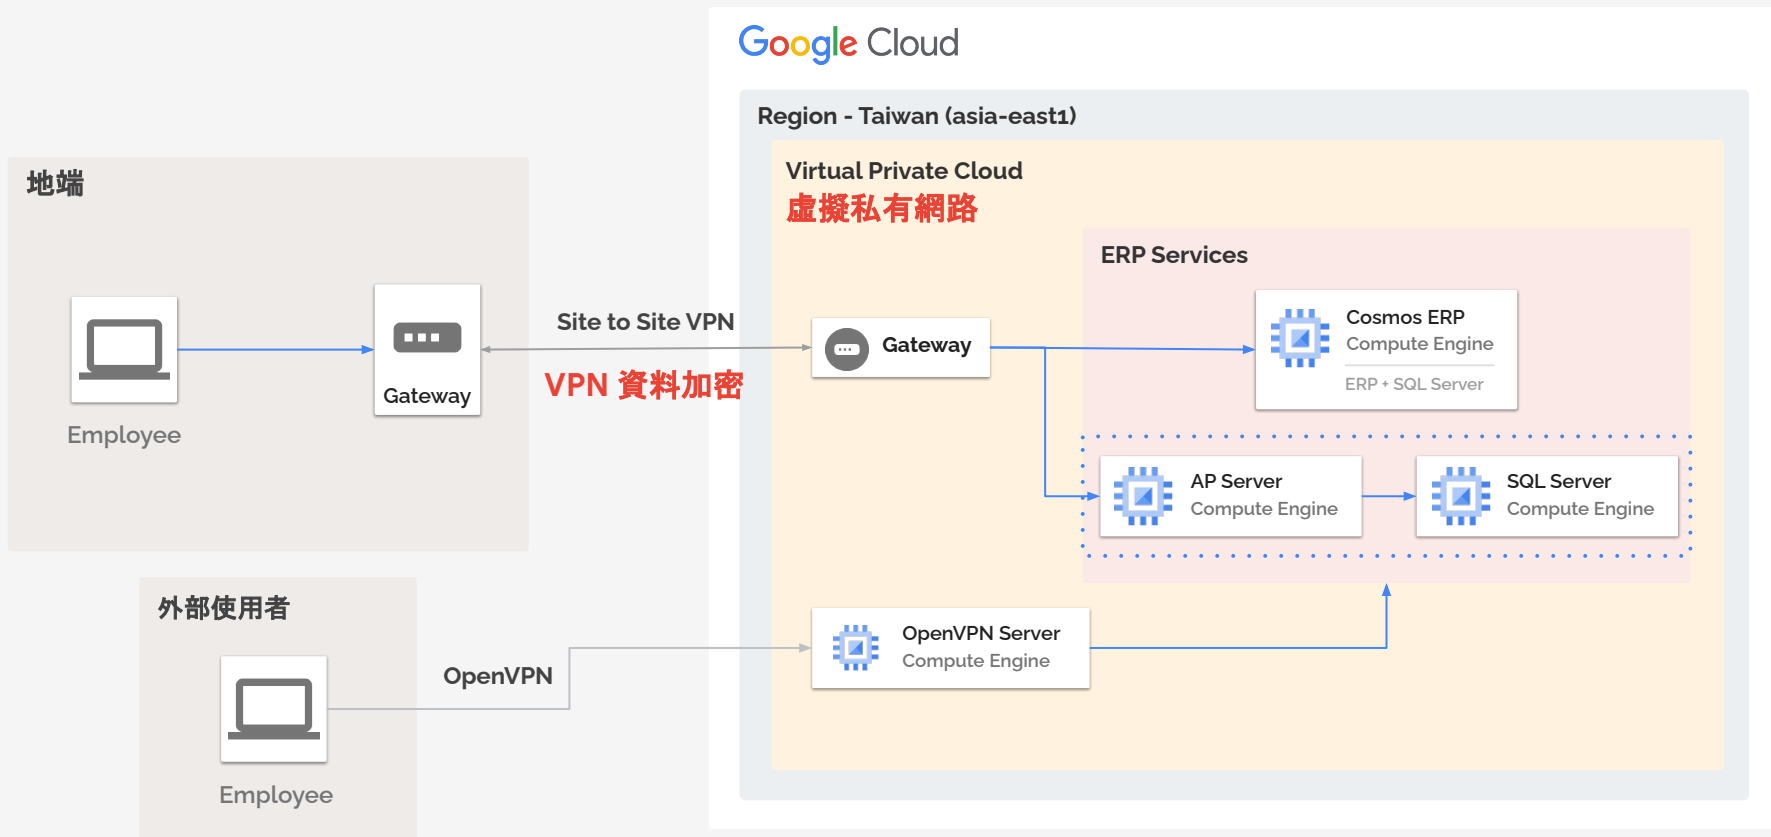 Google Cloud
Region - Taiwan (asia-east1)
Virtual Private Cloud
虛擬私有網路
地端
Employee
Gateway
Site to Site VPN
VPN 資料加密
Gateway
ERP Services
Cosmos ERP
Compute Engine
ERP + SQL Server
AP Server
Compute Engine
SQL Server
Compute Engine
外部使用者
Employee
OpenVPN
OpenVPN Server
Compute Engine